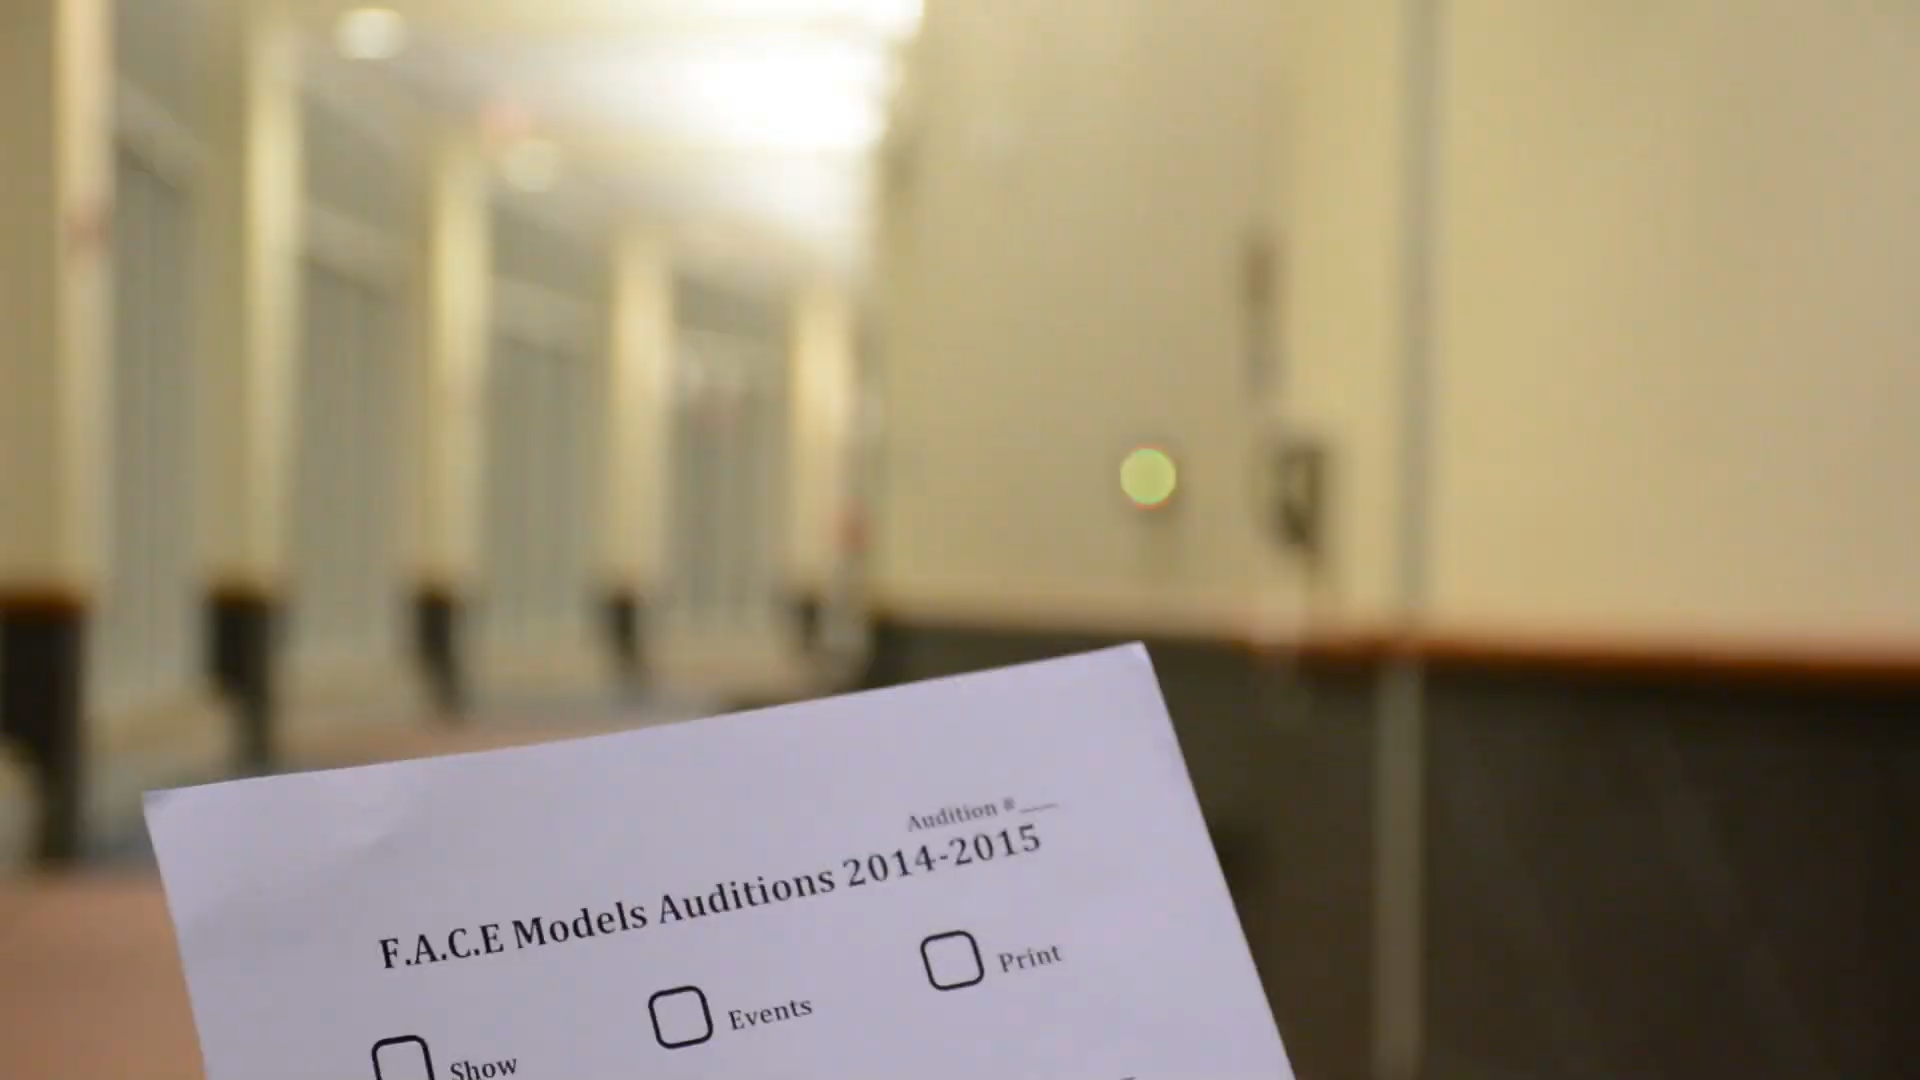 Audition # ___
F.A.C.E Models Auditions 2014-2015
Show Events Print